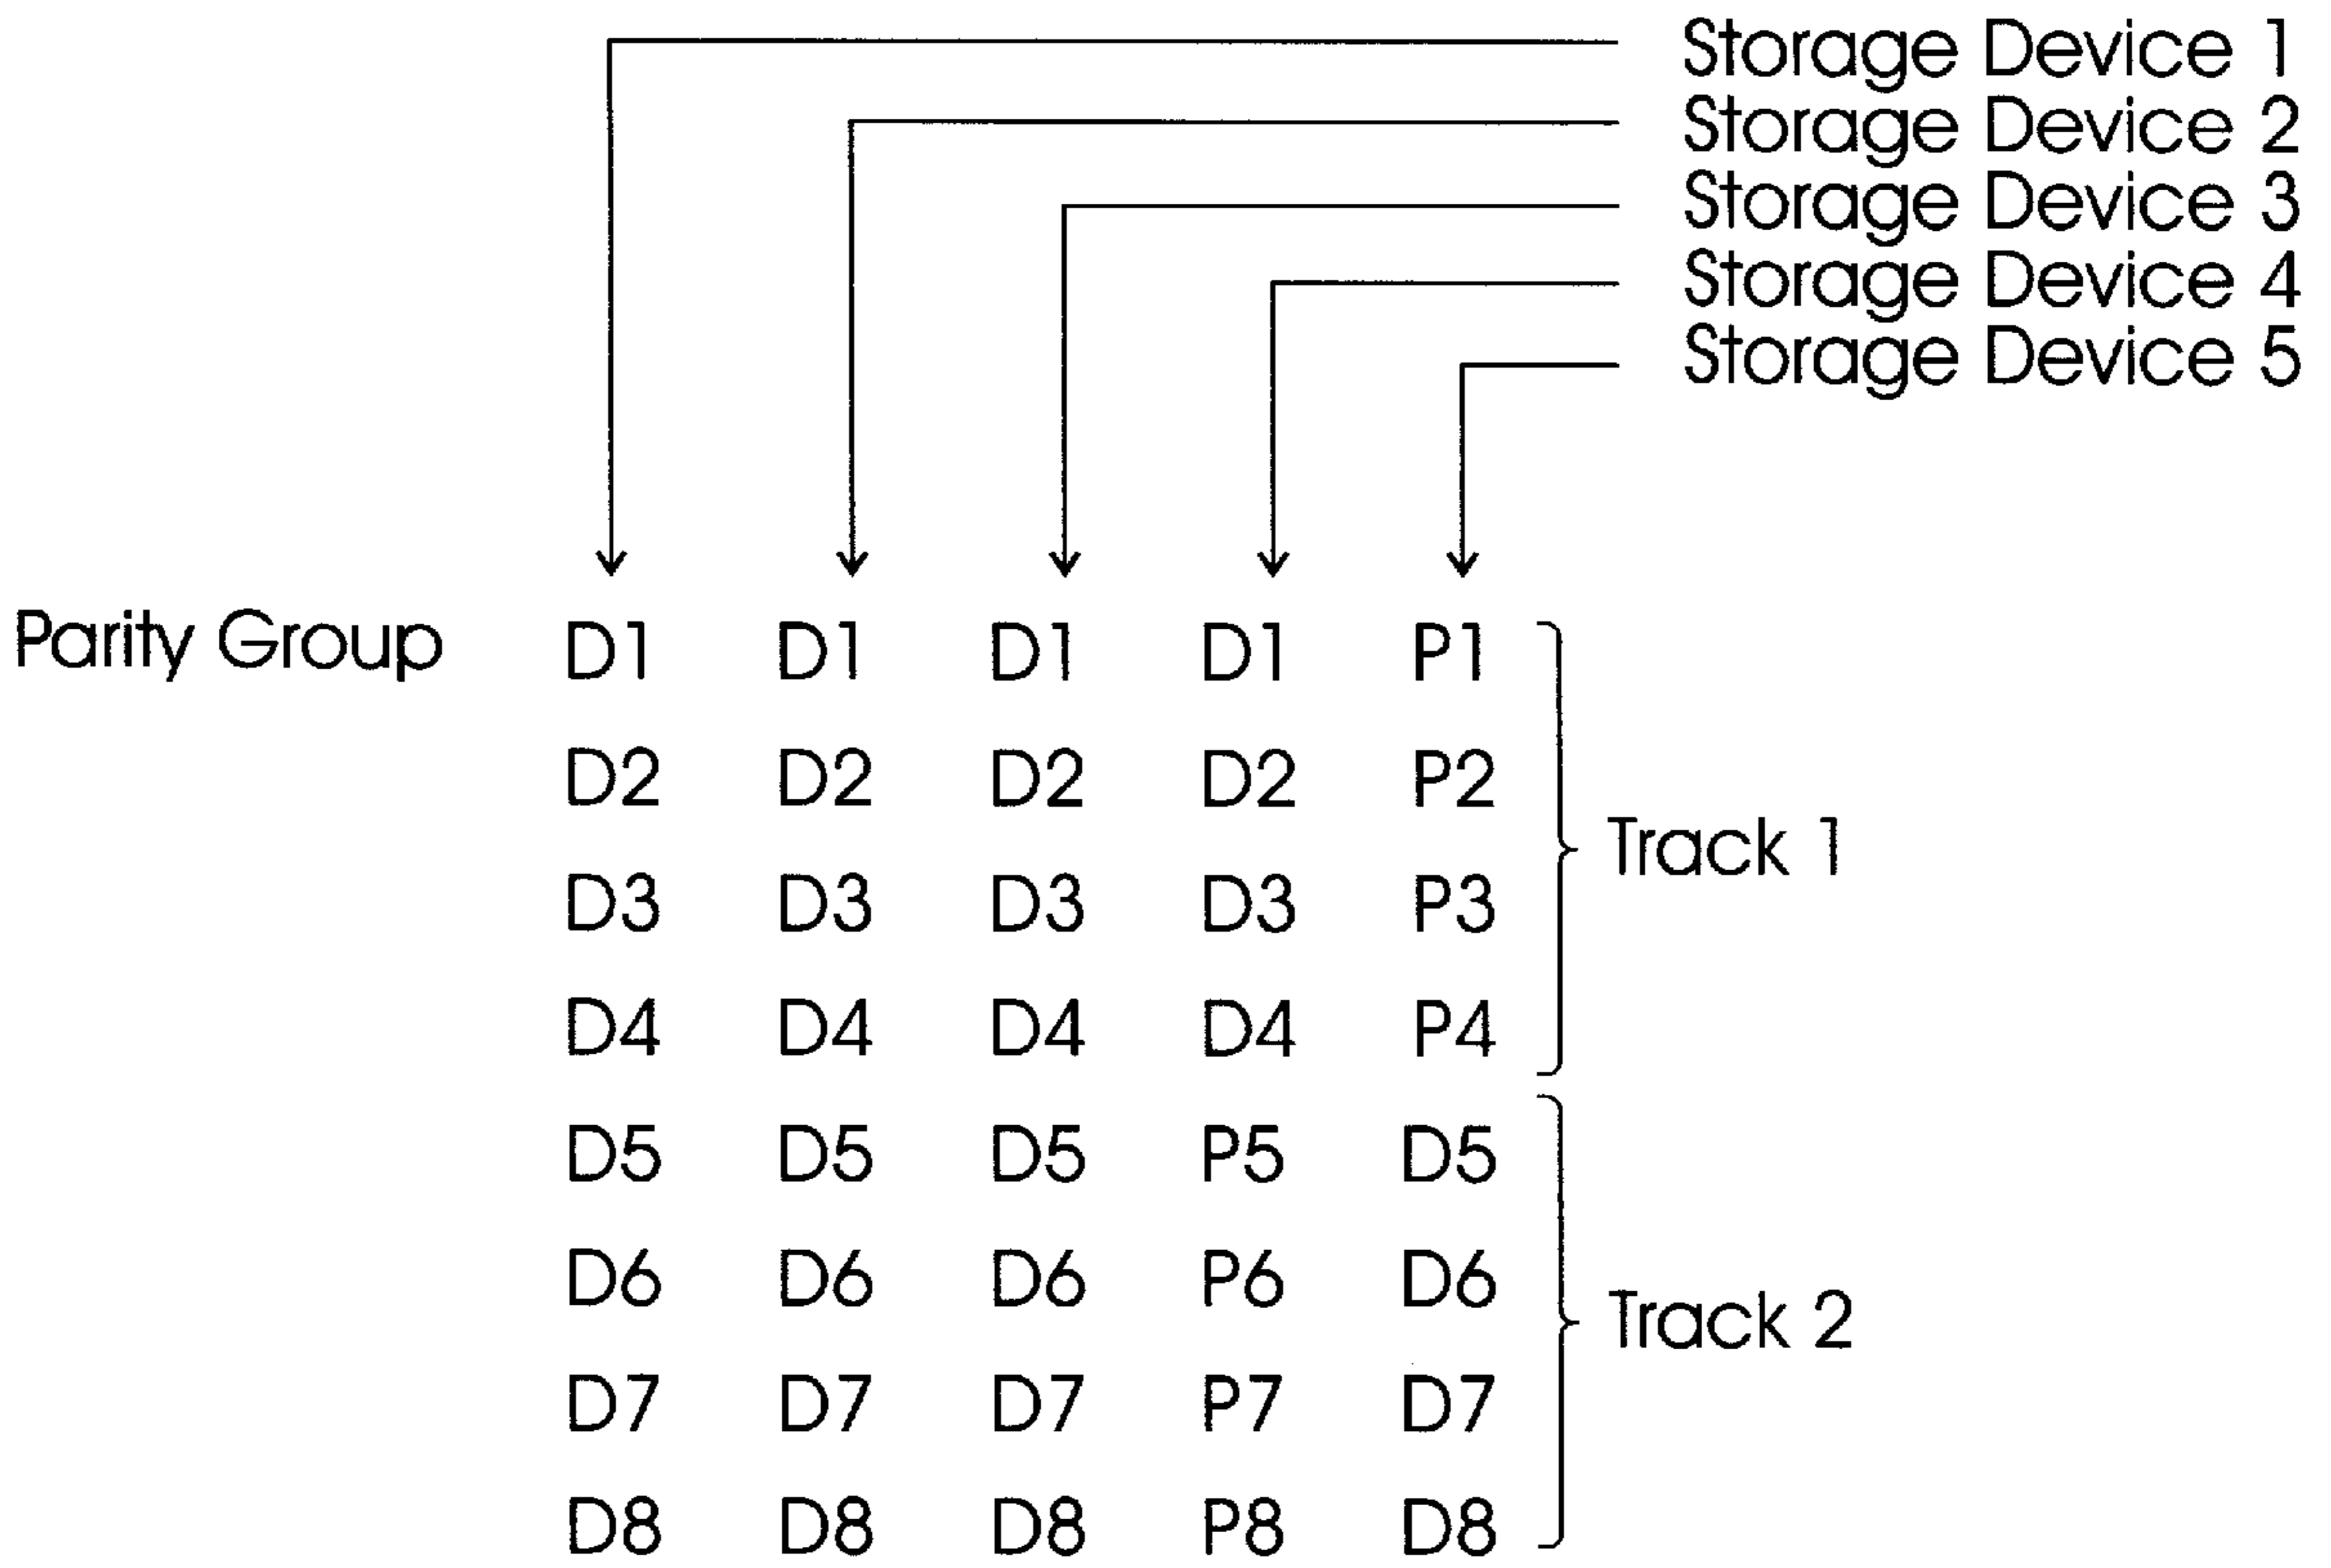 Storage Device 1
Storage Device 2
Storage Device 3
Storage Device 4
Storage Device 5
Parity Group D1 D1 D1 D1 P1
D2 D2 D2 D2 P2
D3 D3 D3 D3 P3
Track 1
D4 D4 D4 D4 P4
D5 D5 D5 P5 D5
D6 D6 D6 P6 D6
Track 2
D7 D7 D7 P7 D7
D8 D8 D8 P8 D8